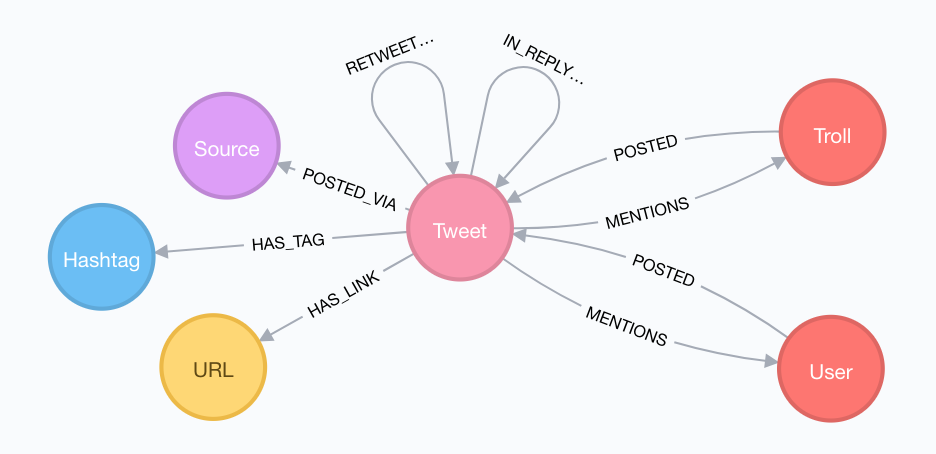 RETWEET...
IN_REPLY...
Source
Troll
POSTED
POSTED_VIA
MENTIONS
Tweet
HAS_TAG
Hashtag
POSTED
HAS_LINK
MENTIONS
URL
User